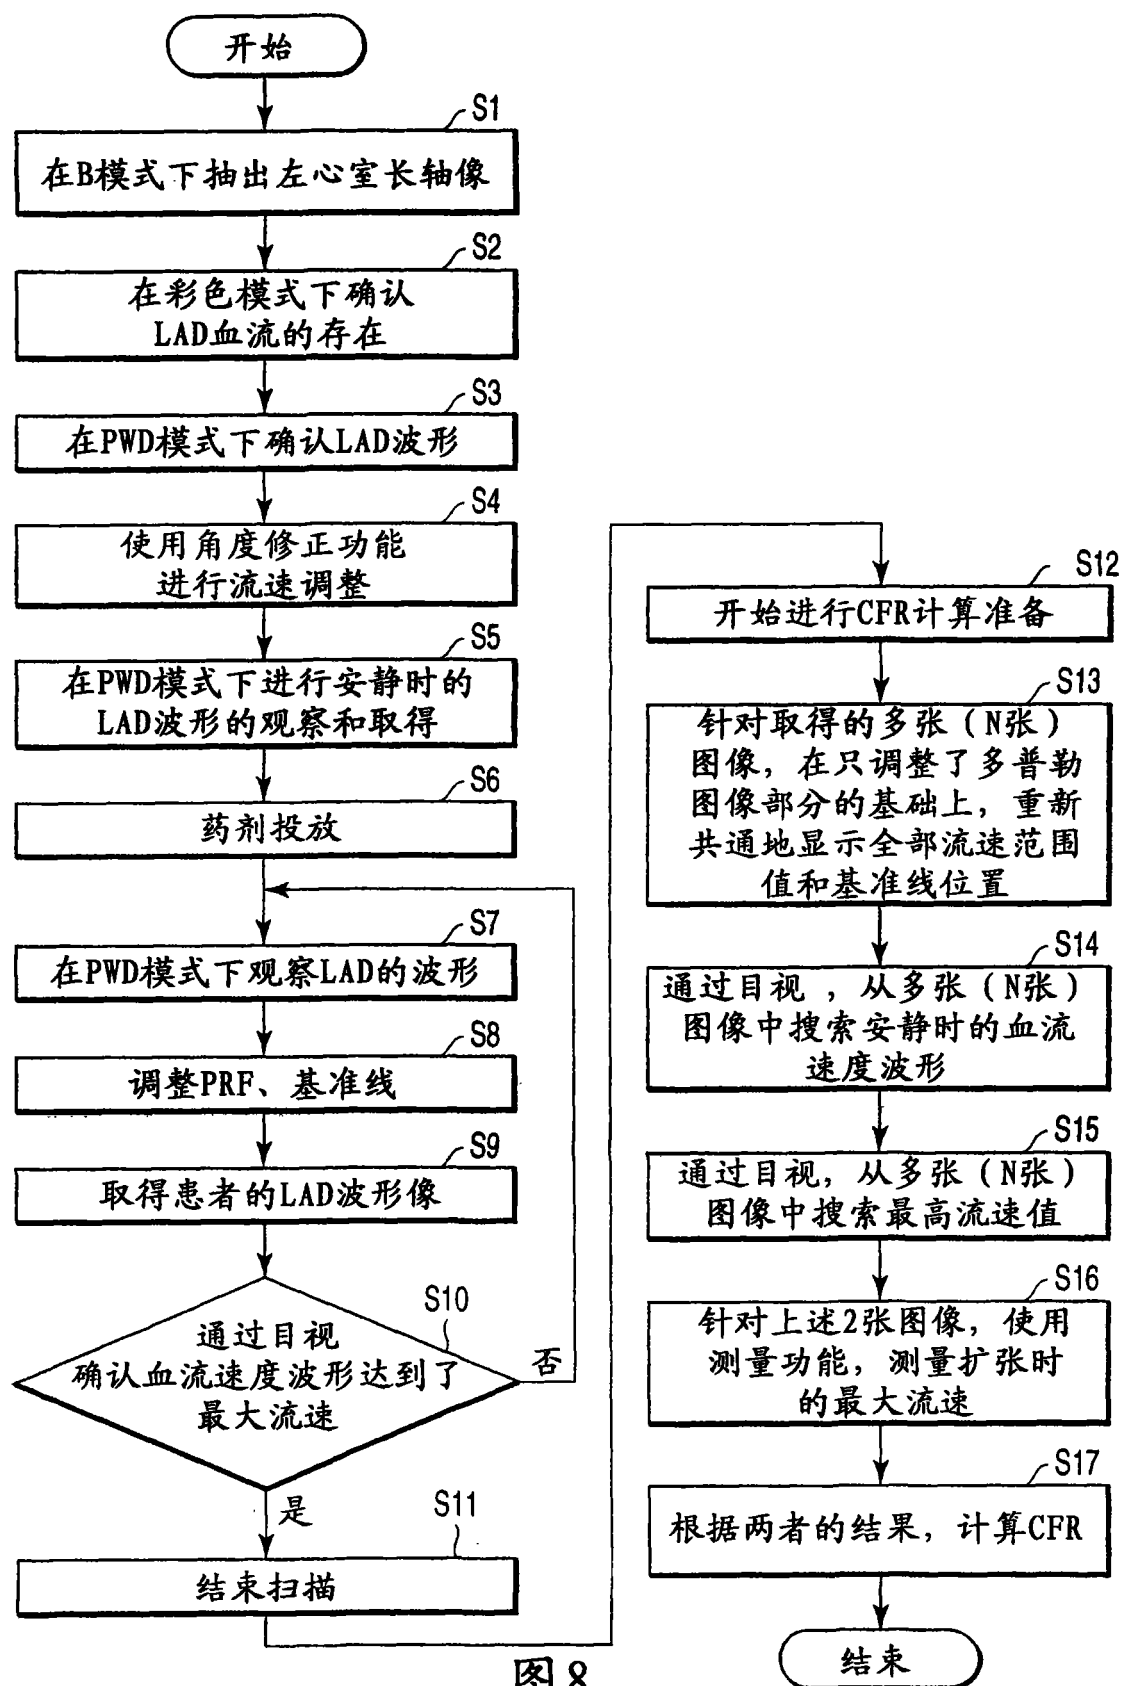 开始
S1
在B模式下抽出左心室长轴像
S2
在彩色模式下确认
LAD血流的存在
S3
在PWD模式下确认LAD波形
S4
使用角度修正功能
进行流速调整
S5
在PWD模式下进行安静时的
LAD波形的观察和取得
S6
药剂投放
S7
在PWD模式下观察LAD的波形
S8
调整PRF、基准线
S9
取得患者的LAD波形像
S10
通过目视
确认血流速度波形达到了
最大流速
否
是
S11
结束扫描
S12
开始进行CFR计算准备
S13
针对取得的多张（N张）
图像，在只调整了多普勒
图像部分的基础上，重新
共通地显示全部流速范围
值和基准线位置
S14
通过目视，从多张（N张）
图像中搜索安静时的血流
速度波形
S15
通过目视，从多张（N张）
图像中搜索最高流速值
S16
针对上述2张图像，使用
测量功能，测量扩张时
的最大流速
S17
根据两者的结果，计算CFR
结束
图8